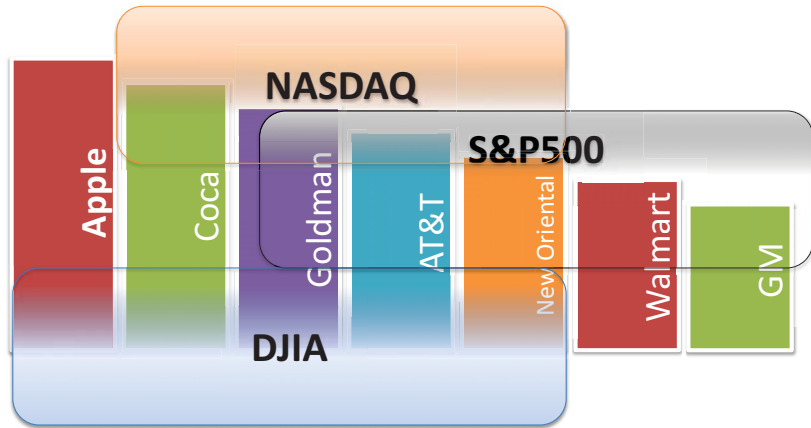 NASDAQ
S&P500
Apple
Coca
Goldman
AT&T
New Oriental
Walmart
GM
DJIA